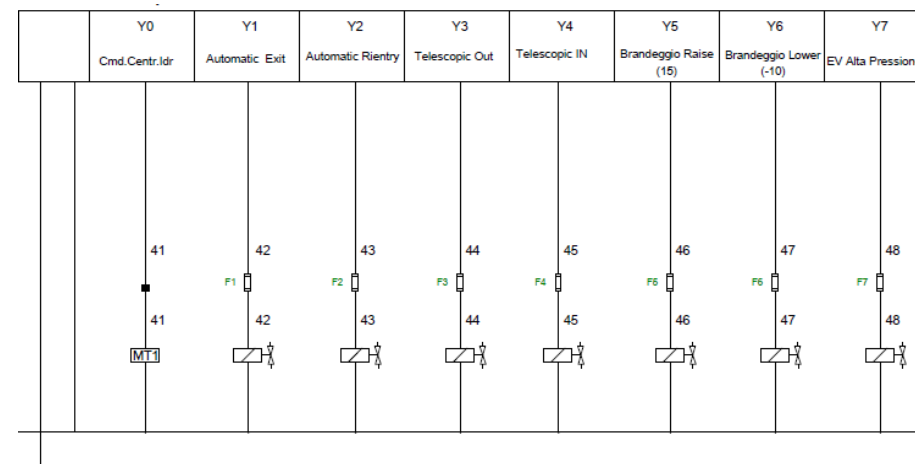 Y0 Y1 Y2 Y3 Y4 Y5 Y6 Y7
Cmd.Centr.Idr Automatic Exit Automatic Rientry Telescopic Out Telescopic IN Brandeggio Raise Brandeggio Lower EV Alta Pression
(15) (-10)
41 42 43 44 45 46 47 48
F1 F2 F3 F4 F5 F6 F7
41 42 43 44 45 46 47 48
MT1